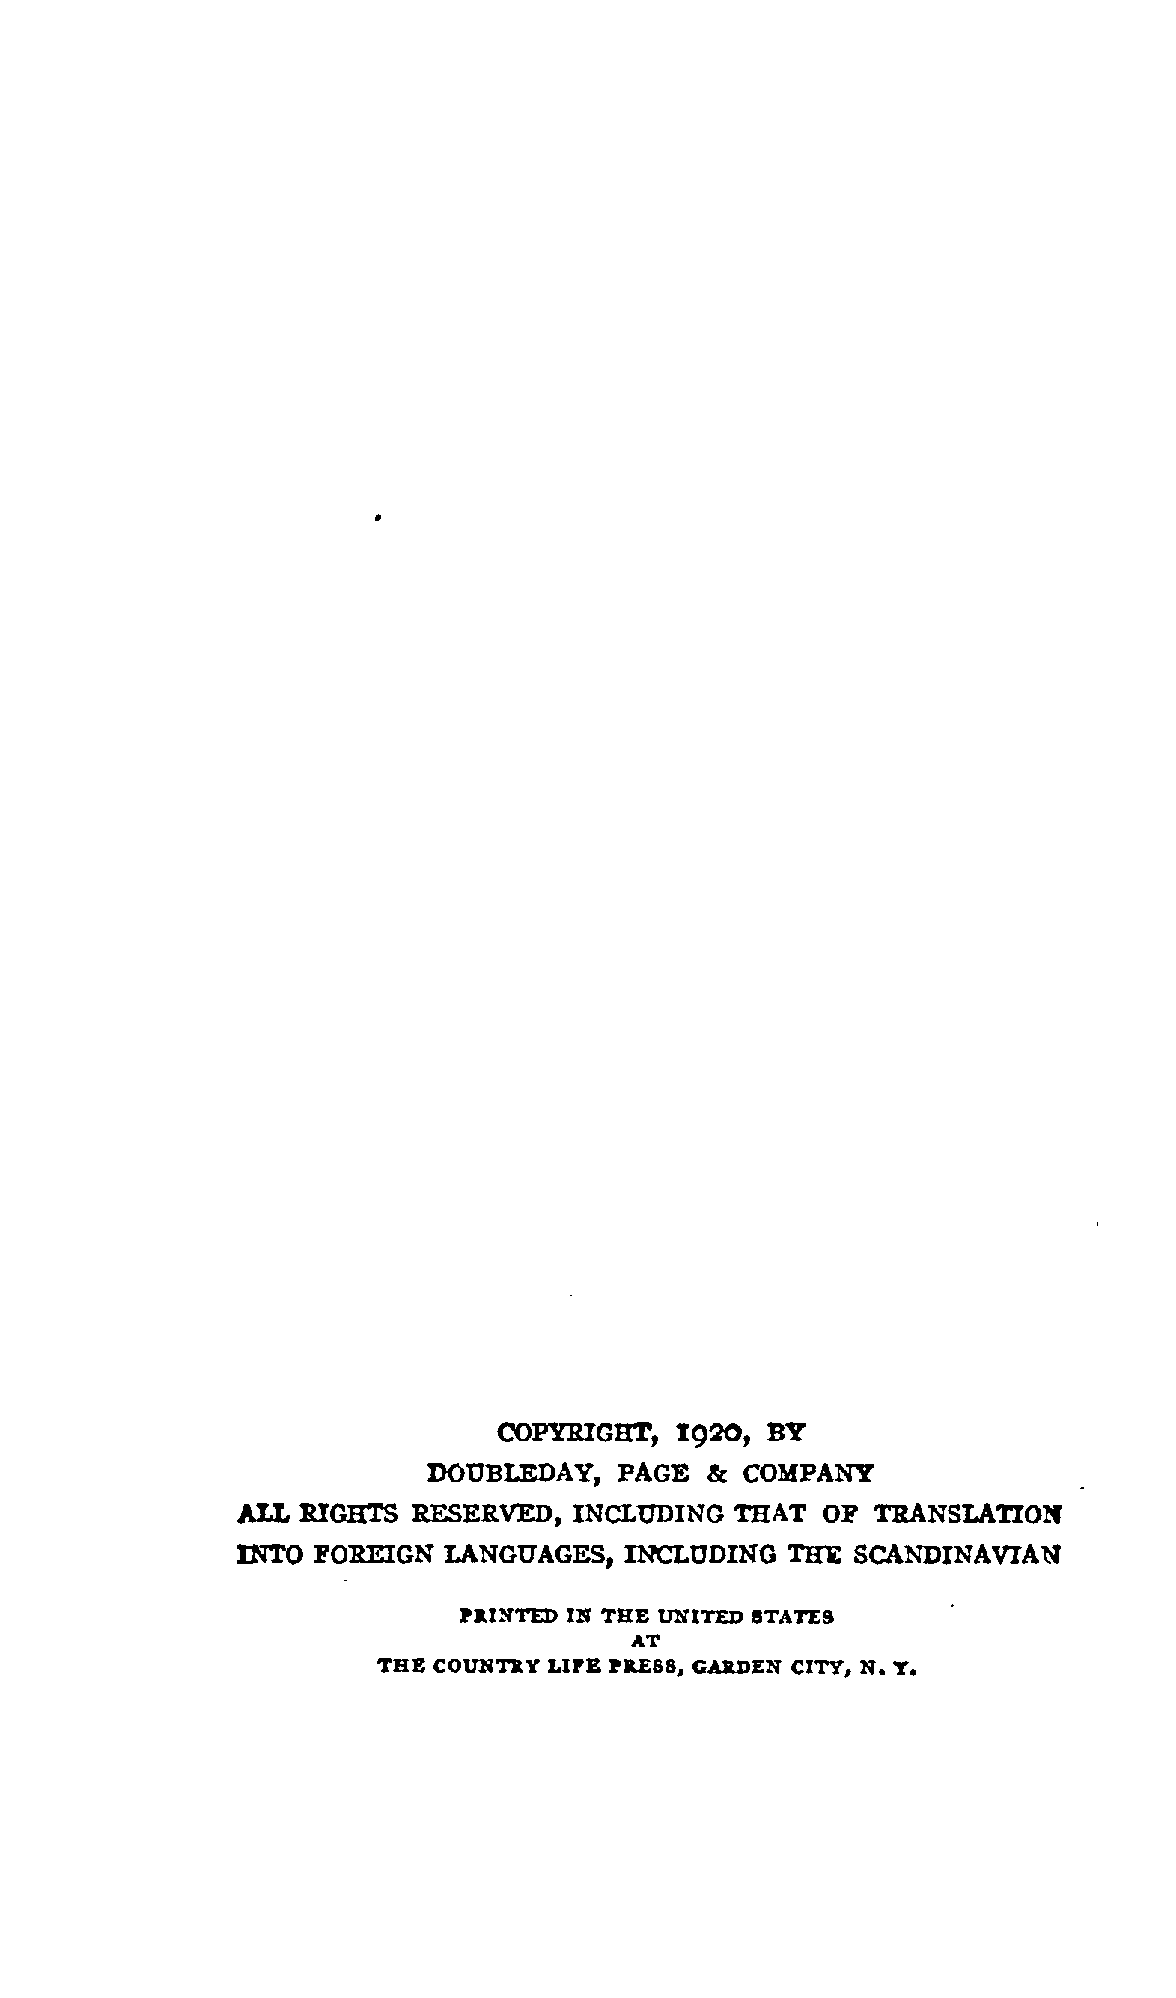 COPYRIGHT, 1920, BY
DOUBLEDAY, PAGE & COMPANY
ALL RIGHTS RESERVED, INCLUDING THAT OF TRANSLATION
INTO FOREIGN LANGUAGES, INCLUDING THE SCANDINAVIAN
PRINTED IN THE UNITED STATES
AT
THE COUNTRY LIFE PRESS, GARDEN CITY, N. Y.